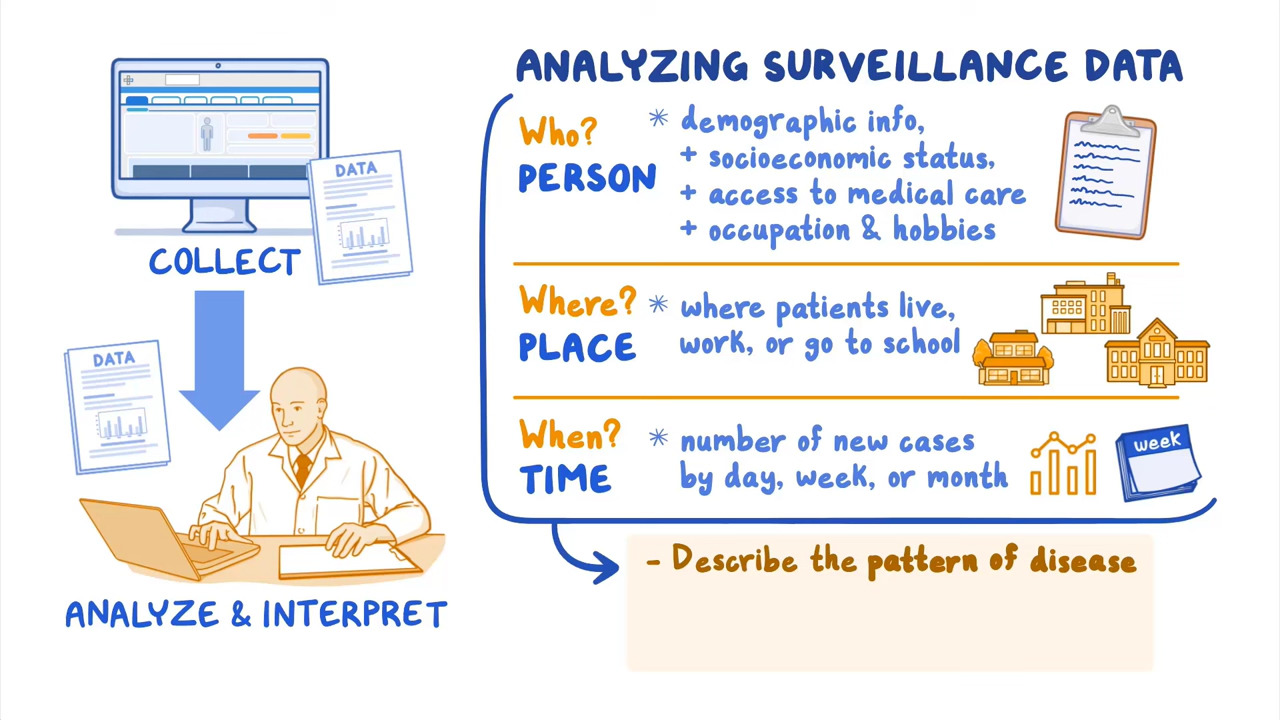 DATA
COLLECT
DATA
ANALYZE & INTERPRET
ANALYZING SURVEILLANCE DATA
Who?
PERSON
* demographic info,
+ socioeconomic status,
+ access to medical care
+ occupation & hobbies
Where?
PLACE
* where patients live,
work, or go to school
When?
TIME
* number of new cases
by day, week, or month
week
- Describe the pattern of disease